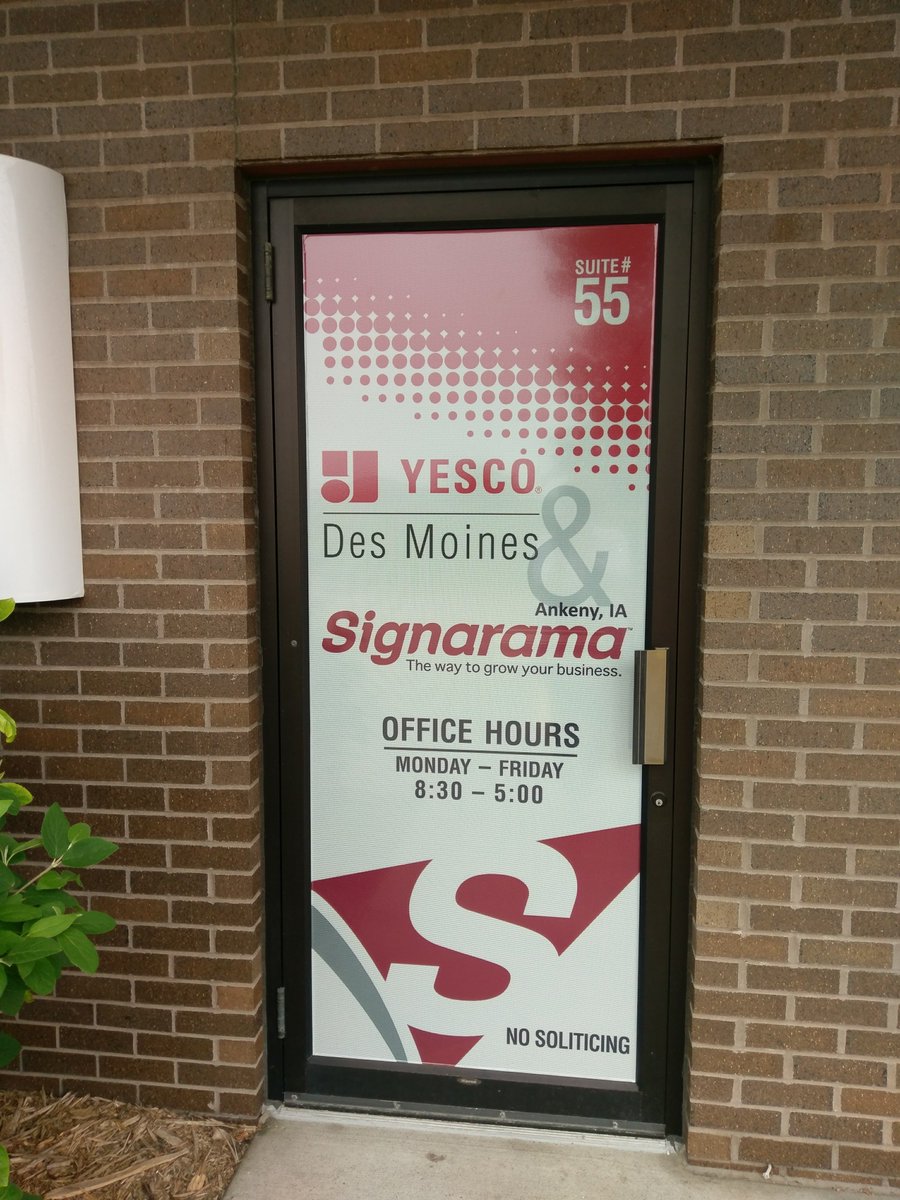 SUITE#
55
YESCO®
Des Moines
&
Ankeny, IA
Signarama™
The way to grow your business.
OFFICE HOURS
MONDAY – FRIDAY
8:30 – 5:00
S
NO SOLITICING